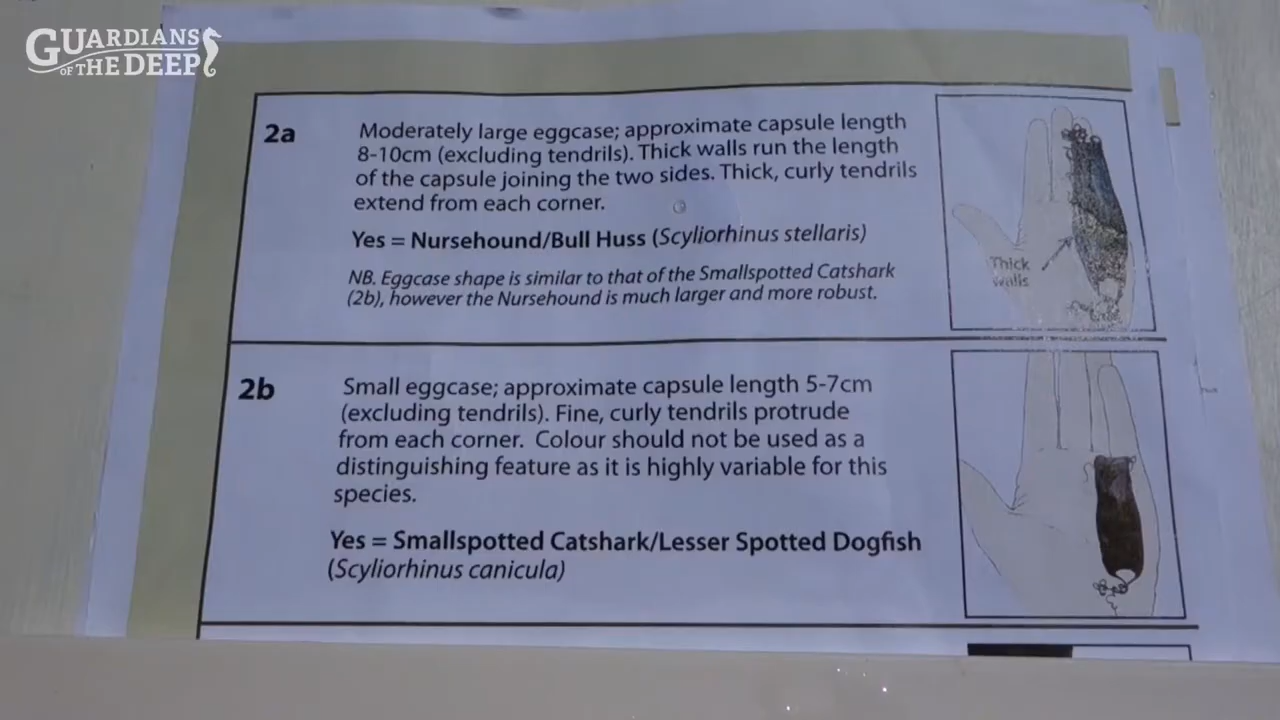 GUARDIANS
OF THE DEEP
2a
Moderately large eggcase; approximate capsule length
8-10cm (excluding tendrils). Thick walls run the length
of the capsule joining the two sides. Thick, curly tendrils
extend from each corner.
Yes = Nursehound/Bull Huss (Scyliorhinus stellaris)
NB. Eggcase shape is similar to that of the Smallspotted Catshark
(2b), however the Nursehound is much larger and more robust.
Thick
walls
2b
Small eggcase; approximate capsule length 5-7cm
(excluding tendrils). Fine, curly tendrils protrude
from each corner. Colour should not be used as a
distinguishing feature as it is highly variable for this
species.
Yes = Smallspotted Catshark/Lesser Spotted Dogfish
(Scyliorhinus canicula)